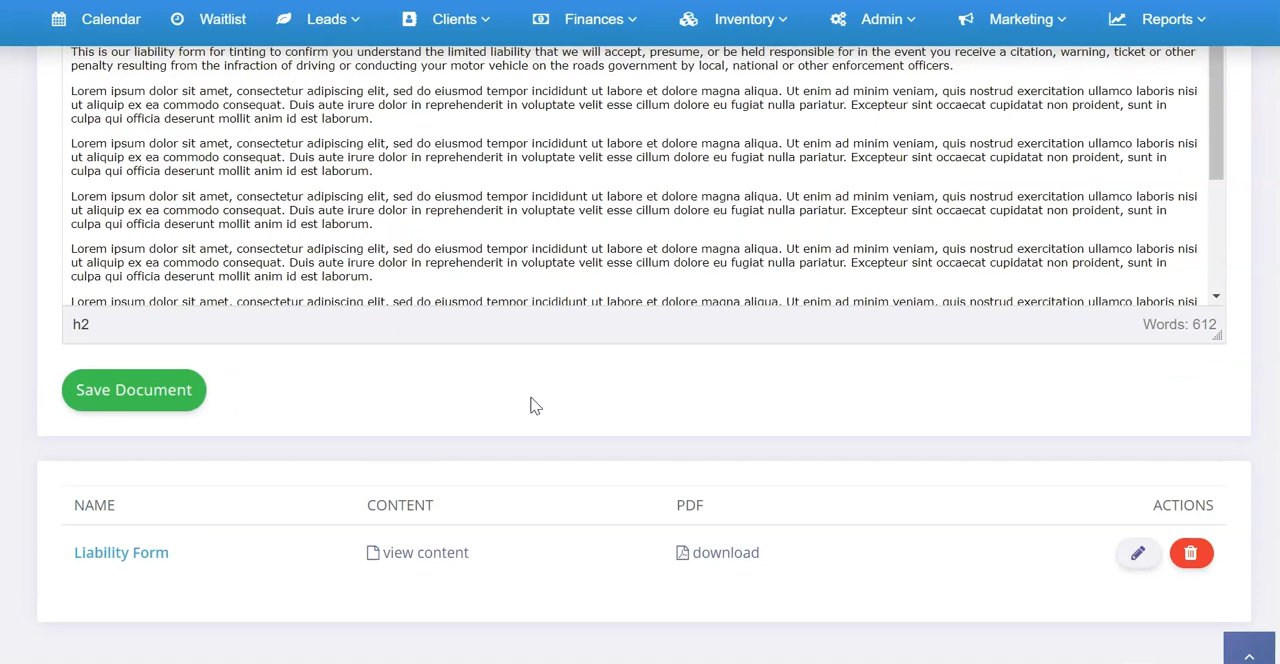 Calendar Waitlist Leads Clients Finances Inventory Admin Marketing Reports
This is our liability form for tinting to confirm you understand the limited liability that we will accept, presume, or be held responsible for in the event you receive a citation, warning, ticket or other
penalty resulting from the infraction of driving or conducting your motor vehicle on the roads government by local, national or other enforcement officers.
Lorem ipsum dolor sit amet, consectetur adipiscing elit, sed do eiusmod tempor incididunt ut labore et dolore magna aliqua. Ut enim ad minim veniam, quis nostrud exercitation ullamco laboris nisi
ut aliquip ex ea commodo consequat. Duis aute irure dolor in reprehenderit in voluptate velit esse cillum dolore eu fugiat nulla pariatur. Excepteur sint occaecat cupidatat non proident, sunt in
culpa qui officia deserunt mollit anim id est laborum.
Lorem ipsum dolor sit amet, consectetur adipiscing elit, sed do eiusmod tempor incididunt ut labore et dolore magna aliqua. Ut enim ad minim veniam, quis nostrud exercitation ullamco laboris nisi
ut aliquip ex ea commodo consequat. Duis aute irure dolor in reprehenderit in voluptate velit esse cillum dolore eu fugiat nulla pariatur. Excepteur sint occaecat cupidatat non proident, sunt in
culpa qui officia deserunt mollit anim id est laborum.
Lorem ipsum dolor sit amet, consectetur adipiscing elit, sed do eiusmod tempor incididunt ut labore et dolore magna aliqua. Ut enim ad minim veniam, quis nostrud exercitation ullamco laboris nisi
ut aliquip ex ea commodo consequat. Duis aute irure dolor in reprehenderit in voluptate velit esse cillum dolore eu fugiat nulla pariatur. Excepteur sint occaecat cupidatat non proident, sunt in
culpa qui officia deserunt mollit anim id est laborum.
Lorem ipsum dolor sit amet, consectetur adipiscing elit, sed do eiusmod tempor incididunt ut labore et dolore magna aliqua. Ut enim ad minim veniam, quis nostrud exercitation ullamco laboris nisi
ut aliquip ex ea commodo consequat. Duis aute irure dolor in reprehenderit in voluptate velit esse cillum dolore eu fugiat nulla pariatur. Excepteur sint occaecat cupidatat non proident, sunt in
culpa qui officia deserunt mollit anim id est laborum.
Lorem ipsum dolor sit amet, consectetur adipiscing elit, sed do eiusmod tempor incididunt ut labore et dolore magna aliqua. Ut enim ad minim veniam, quis nostrud exercitation ullamco laboris nisi
h2 Words: 612
Save Document
NAME CONTENT PDF ACTIONS
Liability Form view content download